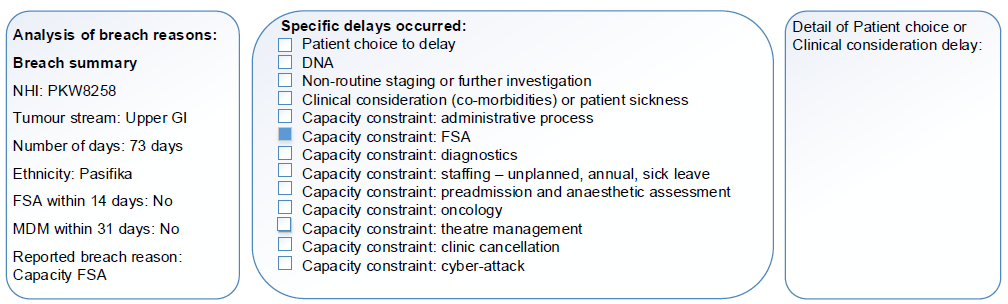 Analysis of breach reasons:
Breach summary
NHI: PKW8258
Tumour stream: Upper GI
Number of days: 73 days
Ethnicity: Pasifika
FSA within 14 days: No
MDM within 31 days: No
Reported breach reason:
Capacity FSA
Specific delays occurred:
Patient choice to delay
DNA
Non-routine staging or further investigation
Clinical consideration (co-morbidities) or patient sickness
Capacity constraint: administrative process
Capacity constraint: FSA
Capacity constraint: diagnostics
Capacity constraint: staffing – unplanned, annual, sick leave
Capacity constraint: preadmission and anaesthetic assessment
Capacity constraint: oncology
Capacity constraint: theatre management
Capacity constraint: clinic cancellation
Capacity constraint: cyber-attack
Detail of Patient choice or
Clinical consideration delay: